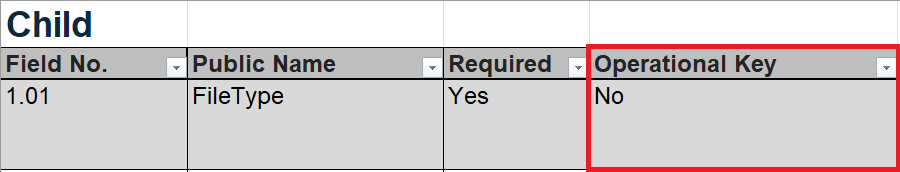 Child
Field No. Public Name Required Operational Key
1.01 FileType Yes No